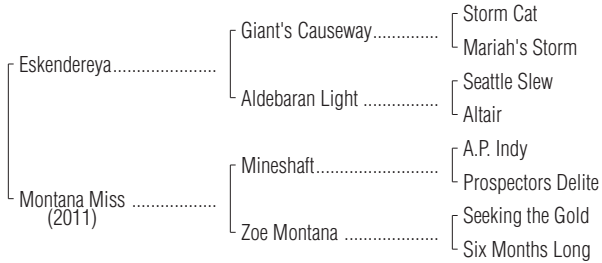 Storm Cat
Giant's Causeway..............
Mariah's Storm
Eskendereya......................
Seattle Slew
Aldebaran Light ................
Altair
A.P. Indy
Mineshaft..........................
Prospectors Delite
Montana Miss ..................
(2011)
Seeking the Gold
Zoe Montana ....................
Six Months Long